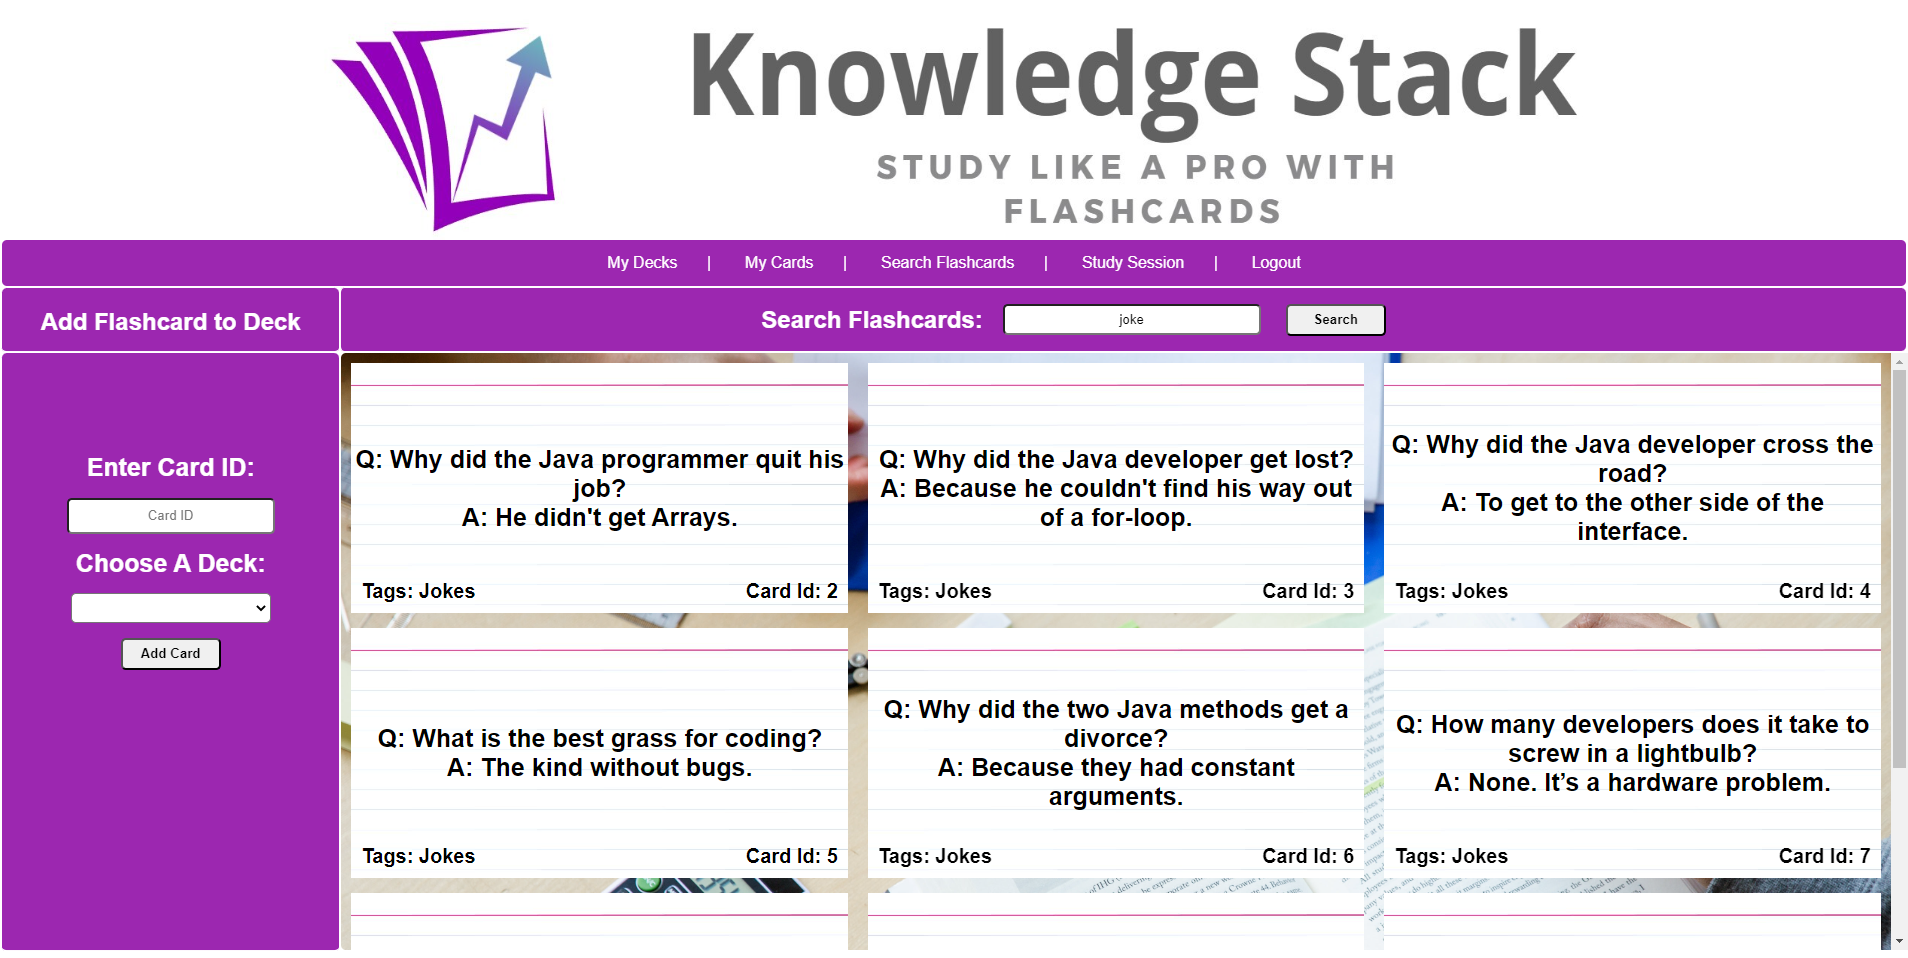 Knowledge Stack
STUDY LIKE A PRO WITH
FLASHCARDS
My Decks | My Cards | Search Flashcards | Study Session | Logout
Add Flashcard to Deck
Search Flashcards: joke Search
Enter Card ID:
Card ID
Choose A Deck:
Add Card
Q: Why did the Java programmer quit his
job?
A: He didn't get Arrays.
Tags: Jokes Card Id: 2
Q: Why did the Java developer get lost?
A: Because he couldn't find his way out
of a for-loop.
Tags: Jokes Card Id: 3
Q: Why did the Java developer cross the
road?
A: To get to the other side of the
interface.
Tags: Jokes Card Id: 4
Q: What is the best grass for coding?
A: The kind without bugs.
Tags: Jokes Card Id: 5
Q: Why did the two Java methods get a
divorce?
A: Because they had constant
arguments.
Tags: Jokes Card Id: 6
Q: How many developers does it take to
screw in a lightbulb?
A: None. It’s a hardware problem.
Tags: Jokes Card Id: 7